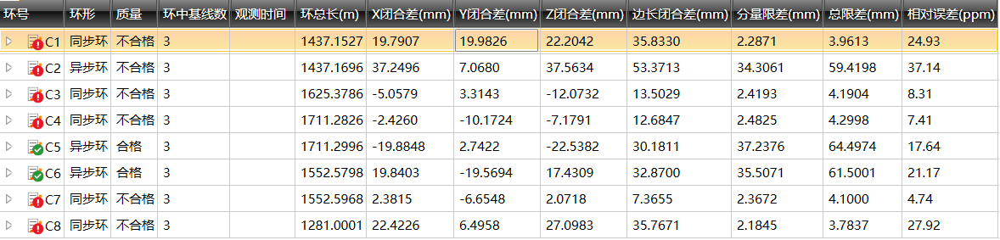 环号 环形 质量 环中基线数 观测时间 环总长(m) X闭合差(mm) Y闭合差(mm) Z闭合差(mm) 边长闭合差(mm) 分量限差(mm) 总限差(mm) 相对误差(ppm)
C1 同步环 不合格 3 1437.1527 19.7907 19.9826 22.2042 35.8330 2.2871 3.9613 24.93
C2 异步环 不合格 3 1437.1696 37.2496 7.0680 37.5634 53.3713 34.3061 59.4198 37.14
C3 同步环 不合格 3 1625.3786 -5.0579 3.3143 -12.0732 13.5029 2.4193 4.1904 8.31
C4 同步环 不合格 3 1711.2826 -2.4260 -10.1724 -7.1791 12.6847 2.4825 4.2998 7.41
C5 异步环 合格 3 1711.2996 -19.8848 2.7422 -22.5382 30.1811 37.2376 64.4974 17.64
C6 异步环 合格 3 1552.5798 19.8403 -19.5694 17.4309 32.8700 35.5071 61.5001 21.17
C7 同步环 不合格 3 1552.5968 2.3815 -6.6548 2.0718 7.3655 2.3672 4.1000 4.74
C8 同步环 不合格 3 1281.0001 22.4226 6.4958 27.0983 35.7671 2.1845 3.7837 27.92